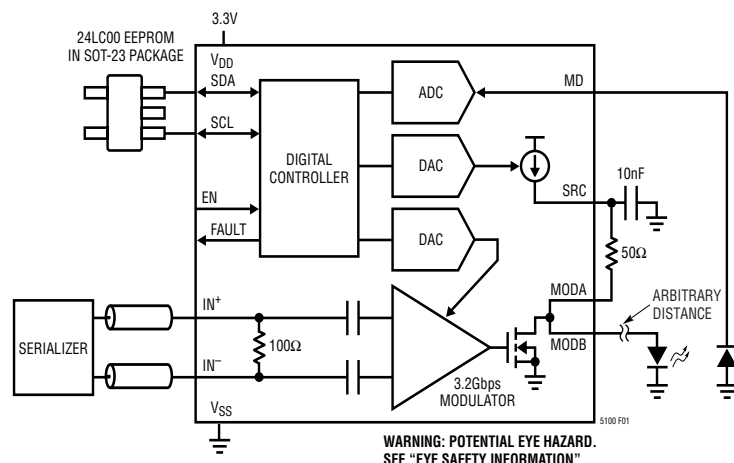 3.3V
24LC00 EEPROM
IN SOT-23 PACKAGE
VDD
SDA
SCL
EN
FAULT
DIGITAL
CONTROLLER
ADC
DAC
DAC
MD
SRC
10nF
50Ω
MODA
MODB
ARBITRARY
DISTANCE
SERIALIZER
IN+
IN–
100Ω
3.2Gbps
MODULATOR
VSS
5100 F01
WARNING: POTENTIAL EYE HAZARD.
SEE “EYE SAFETY INFORMATION”